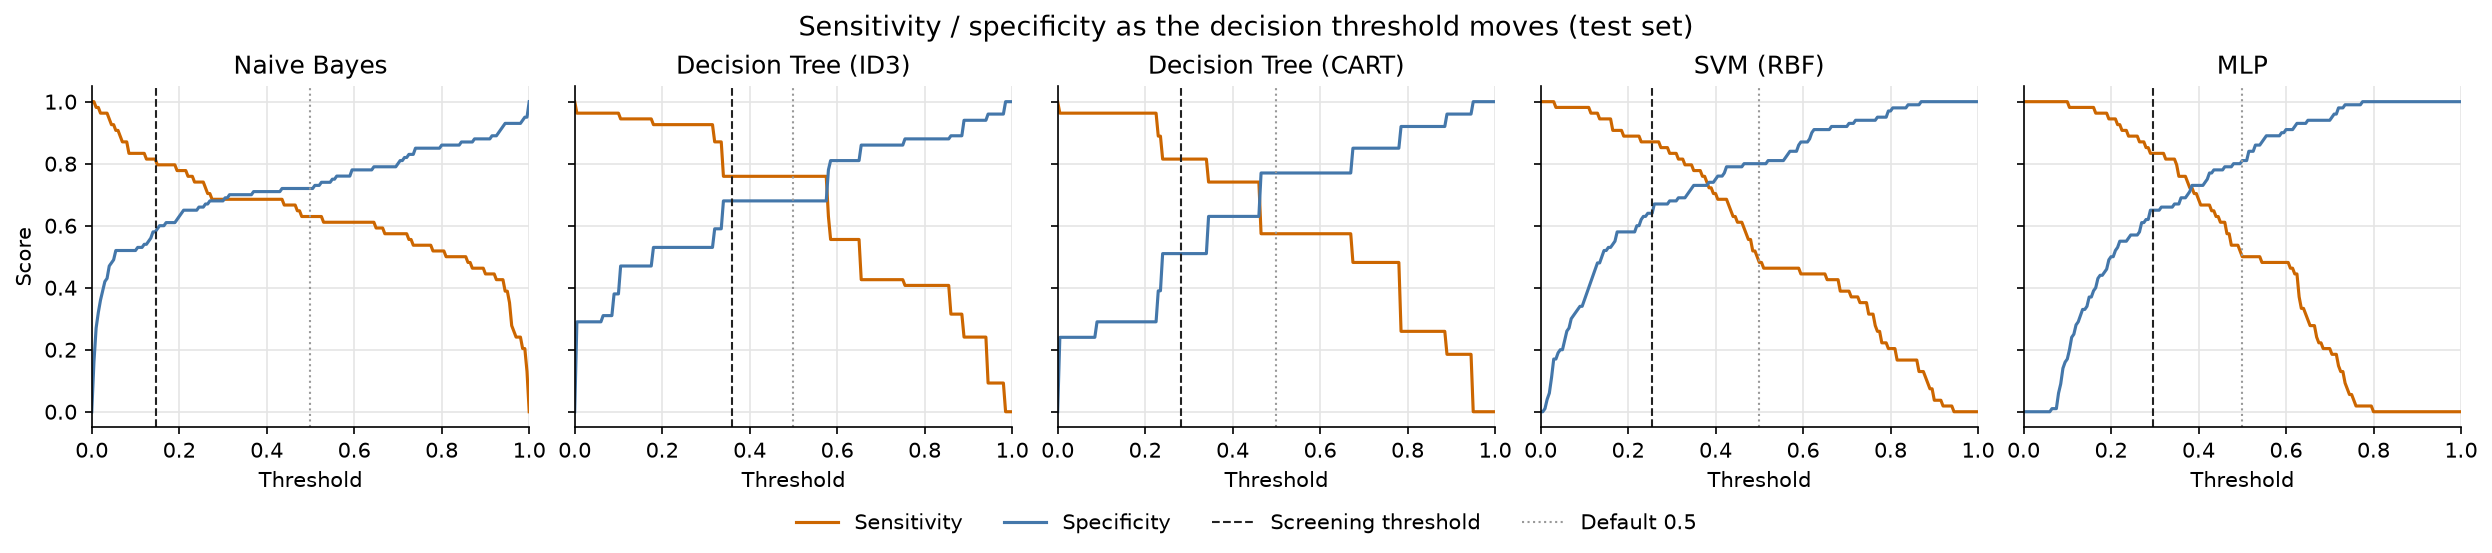 Sensitivity / specificity as the decision threshold moves (test set)
Naive Bayes
Decision Tree (ID3)
Decision Tree (CART)
SVM (RBF)
MLP
Score
1.0
0.8
0.6
0.4
0.2
0.0
0.0 0.2 0.4 0.6 0.8 1.0
0.0 0.2 0.4 0.6 0.8 1.0
0.0 0.2 0.4 0.6 0.8 1.0
0.0 0.2 0.4 0.6 0.8 1.0
0.0 0.2 0.4 0.6 0.8 1.0
Threshold
Threshold
Threshold
Threshold
Threshold
Sensitivity
Specificity
Screening threshold
Default 0.5